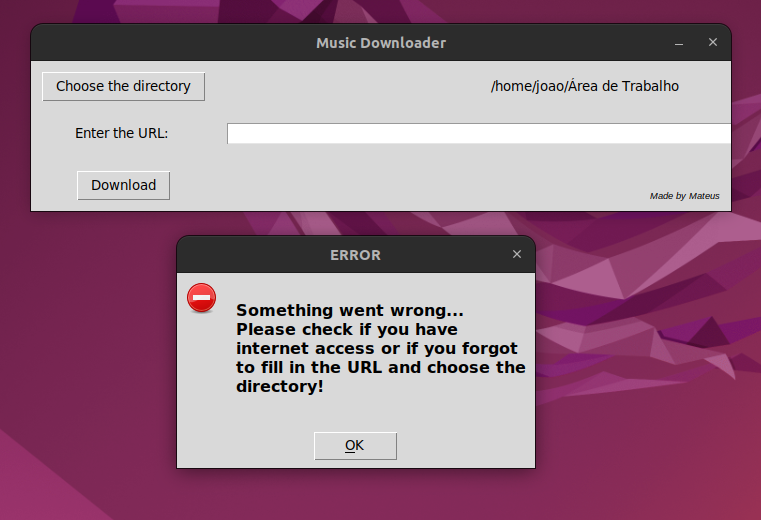 Music Downloader
Choose the directory
/home/joao/Área de Trabalho
Enter the URL:
Download
Made by Mateus
ERROR
Something went wrong...
Please check if you have
internet access or if you forgot
to fill in the URL and choose the
directory!
OK